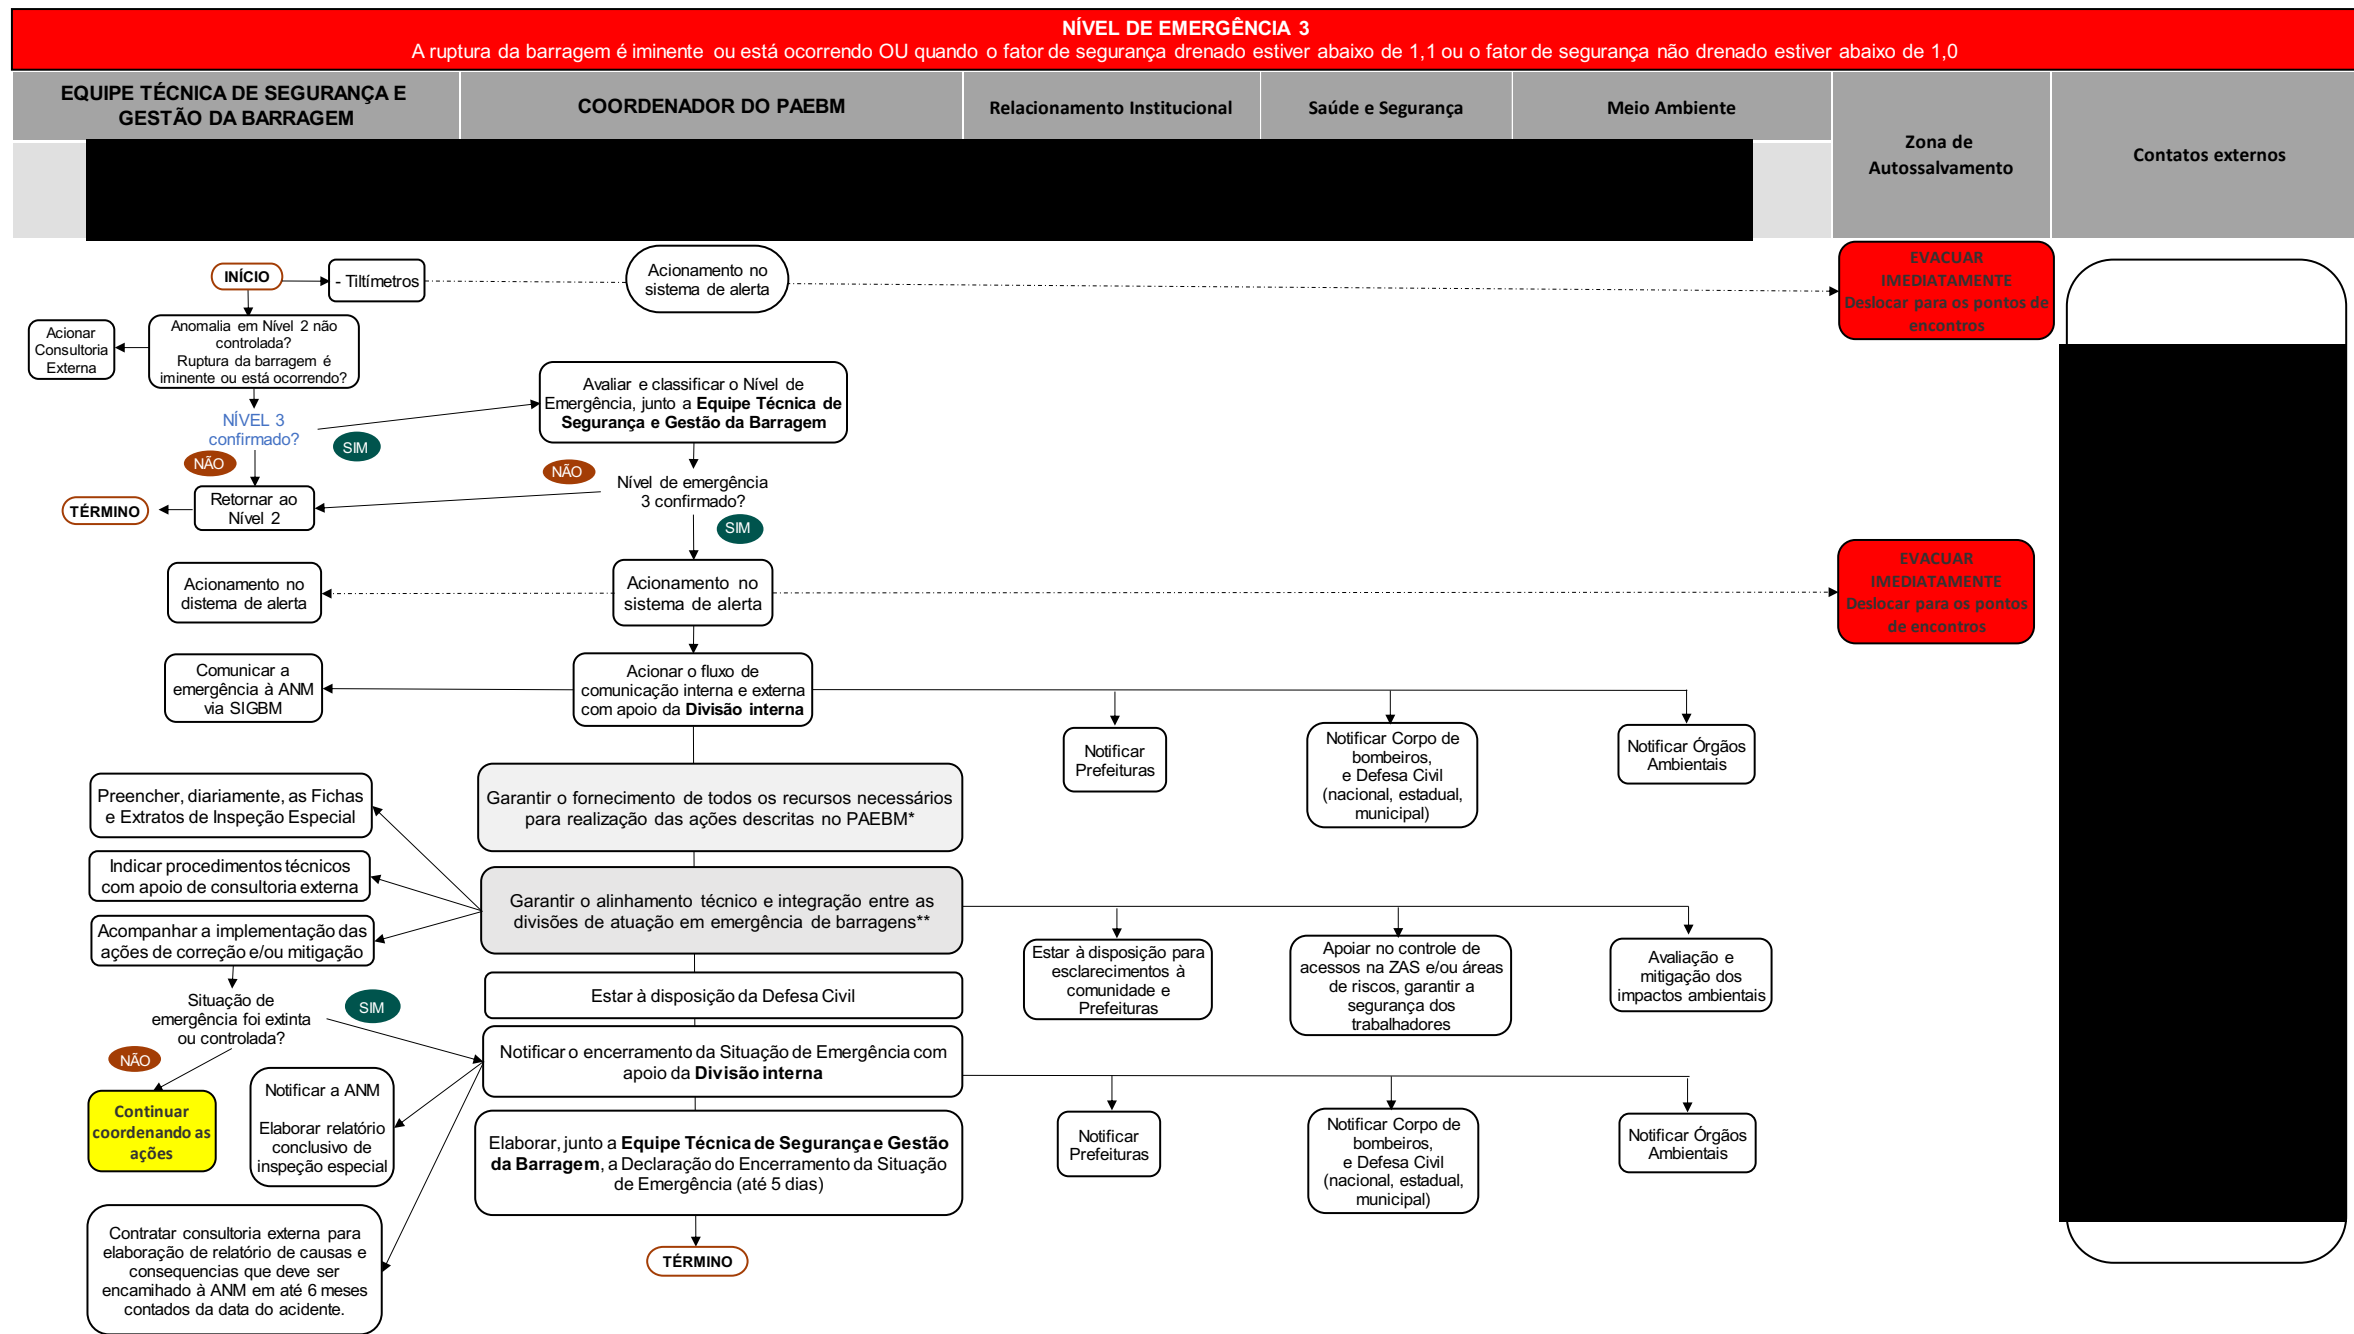 NÍVEL DE EMERGÊNCIA 3
A ruptura da barragem é iminente ou está ocorrendo OU quando o fator de segurança drenado estiver abaixo de 1,1 ou o fator de segurança não drenado estiver abaixo de 1,0
EQUIPE TÉCNICA DE SEGURANÇA E
GESTÃO DA BARRAGEM
COORDENADOR DO PAEBM
Relacionamento Institucional
Saúde e Segurança
Meio Ambiente
Zona de
Autossalvamento
Contatos externos
INÍCIO
- Tiltímetros
Acionamento no
sistema de alerta
EVACUAR
IMEDIATAMENTE
Deslocar para os pontos de
encontros
Acionar
Consultoria
Externa
Anomalia em Nível 2 não
controlada?
Ruptura da barragem é
iminente ou está ocorrendo?
Avaliar e classificar o Nível de
Emergência, junto a Equipe Técnica de
Segurança e Gestão da Barragem
NÍVEL 3
confirmado?
SIM
NÃO
NÃO
Nível de emergência
3 confirmado?
SIM
Retornar ao
Nível 2
TÉRMINO
Acionamento no
distema de alerta
Acionamento no
sistema de alerta
EVACUAR
IMEDIATAMENTE
Deslocar para os pontos
de encontros
Comunicar a
emergência à ANM
via SIGBM
Acionar o fluxo de
comunicação interna e externa
com apoio da Divisão interna
Notificar
Prefeituras
Notificar Corpo de
bombeiros,
e Defesa Civil
(nacional, estadual,
municipal)
Notificar Órgãos
Ambientais
Preencher, diariamente, as Fichas
e Extratos de Inspeção Especial
Garantir o fornecimento de todos os recursos necessários
para realização das ações descritas no PAEBM*
Indicar procedimentos técnicos
com apoio de consultoria externa
Garantir o alinhamento técnico e integração entre as
divisões de atuação em emergência de barragens**
Acompanhar a implementação das
ações de correção e/ou mitigação
Estar à disposição para
esclarecimentos à
comunidade e
Prefeituras
Apoiar no controle de
acessos na ZAS e/ou áreas
de riscos, garantir a
segurança dos
trabalhadores
Avaliação e
mitigação dos
impactos ambientais
Estar à disposição da Defesa Civil
Situação de
emergência foi extinta
ou controlada?
SIM
NÃO
Notificar o encerramento da Situação de Emergência com
apoio da Divisão interna
Continuar
coordenando as
ações
Notificar a ANM
Elaborar relatório
conclusivo de
inspeção especial
Elaborar, junto a Equipe Técnica de Segurança e Gestão
da Barragem, a Declaração do Encerramento da Situação
de Emergência (até 5 dias)
Notificar
Prefeituras
Notificar Corpo de
bombeiros,
e Defesa Civil
(nacional, estadual,
municipal)
Notificar Órgãos
Ambientais
Contratar consultoria externa para
elaboração de relatório de causas e
consequencias que deve ser
encamihado à ANM em até 6 meses
contados da data do acidente.
TÉRMINO